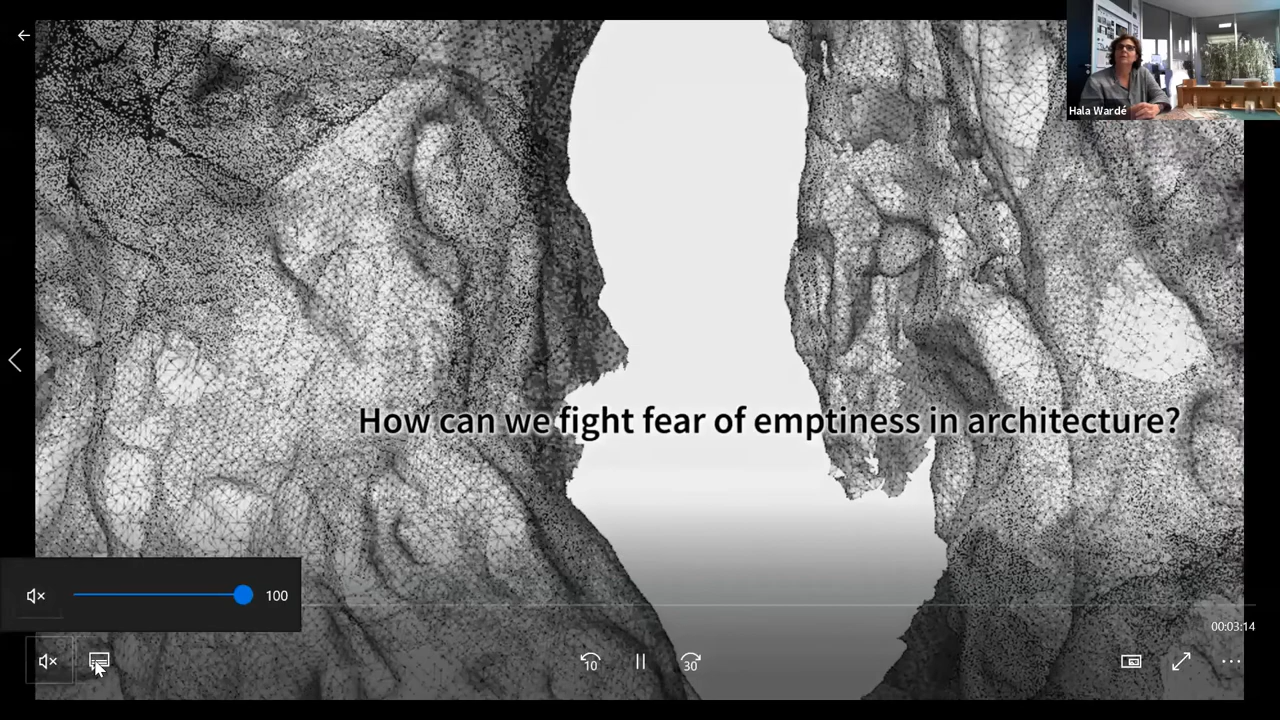 Hala Wardé
How can we fight fear of emptiness in architecture?
100
00:03:14
10
30